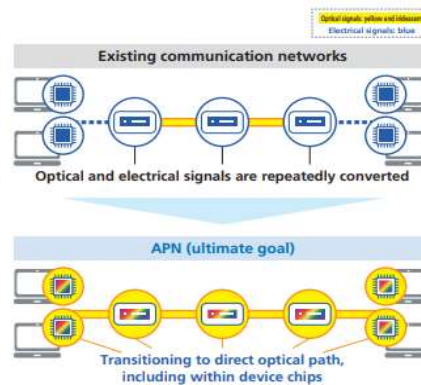 Optical signals: yellow and iridescent
Electrical signals: blue
Existing communication networks
Optical and electrical signals are repeatedly converted
APN (ultimate goal)
Transitioning to direct optical path,
including within device chips